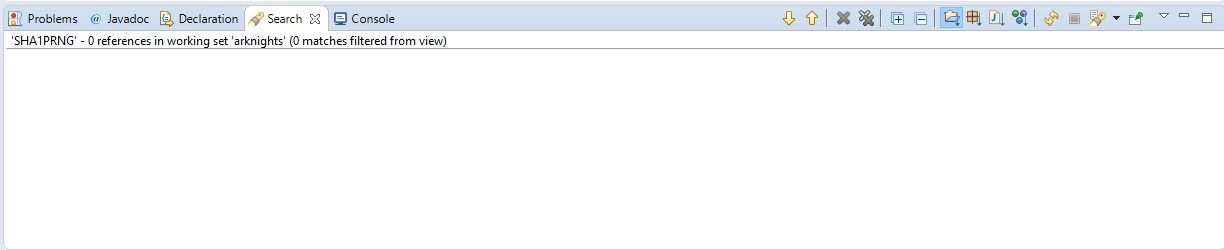 Problems @ Javadoc Declaration Search Console
'SHA1PRNG' - 0 references in working set 'arknights' (0 matches filtered from view)